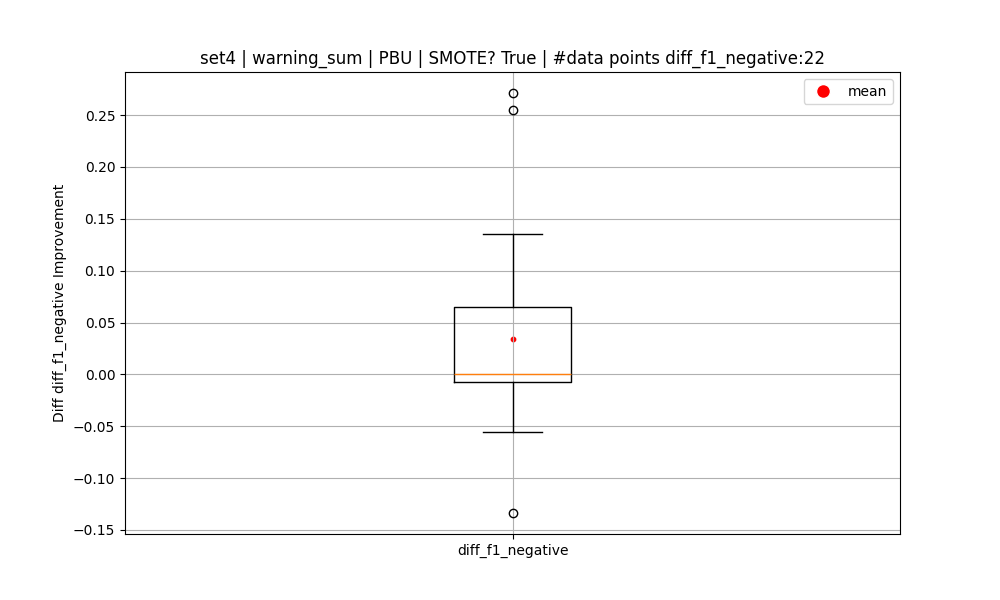 set4 | warning_sum | PBU | SMOTE? True | #data points diff_f1_negative:22
mean
0.25
0.20
0.15
0.10
0.05
0.00
−0.05
−0.10
−0.15
Diff diff_f1_negative Improvement
diff_f1_negative